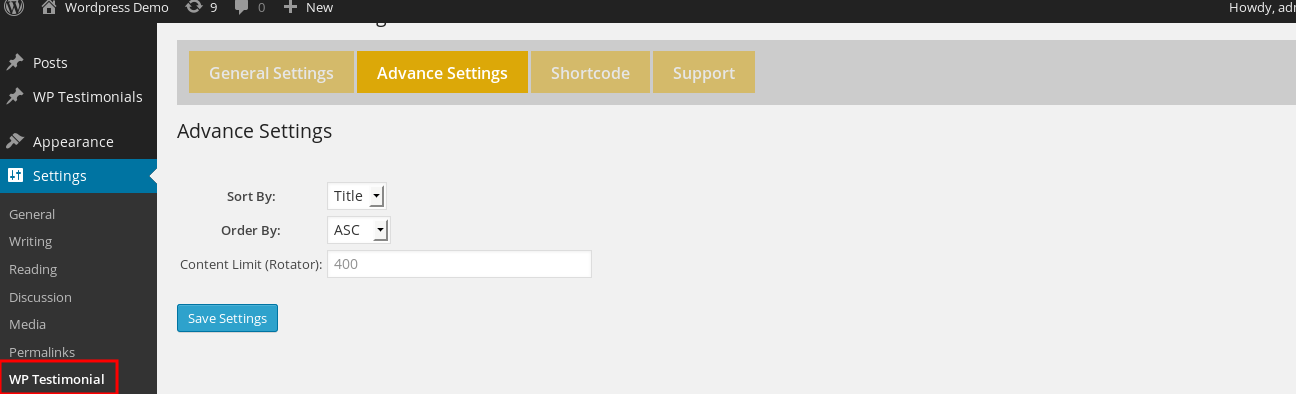 Wordpress Demo 9 0 New Howdy, adm
General Settings Advance Settings Shortcode Support
Posts
WP Testimonials
Appearance
Settings
General
Writing
Reading
Discussion
Media
Permalinks
WP Testimonial
Advance Settings
Sort By: Title
Order By: ASC
Content Limit (Rotator): 400
Save Settings